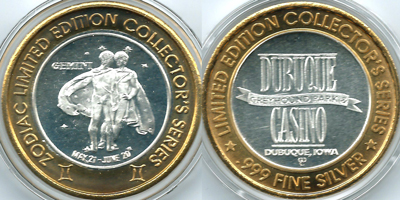 ZODIAC LIMITED EDITION COLLECTOR'S SERIES
GEMINI
MAY. 21 - JUNE 20
LIMITED EDITION COLLECTOR'S SERIES
DUBUQUE
GREYHOUND PARK &
CASINO
DUBUQUE, IOWA
.999 FINE SILVER